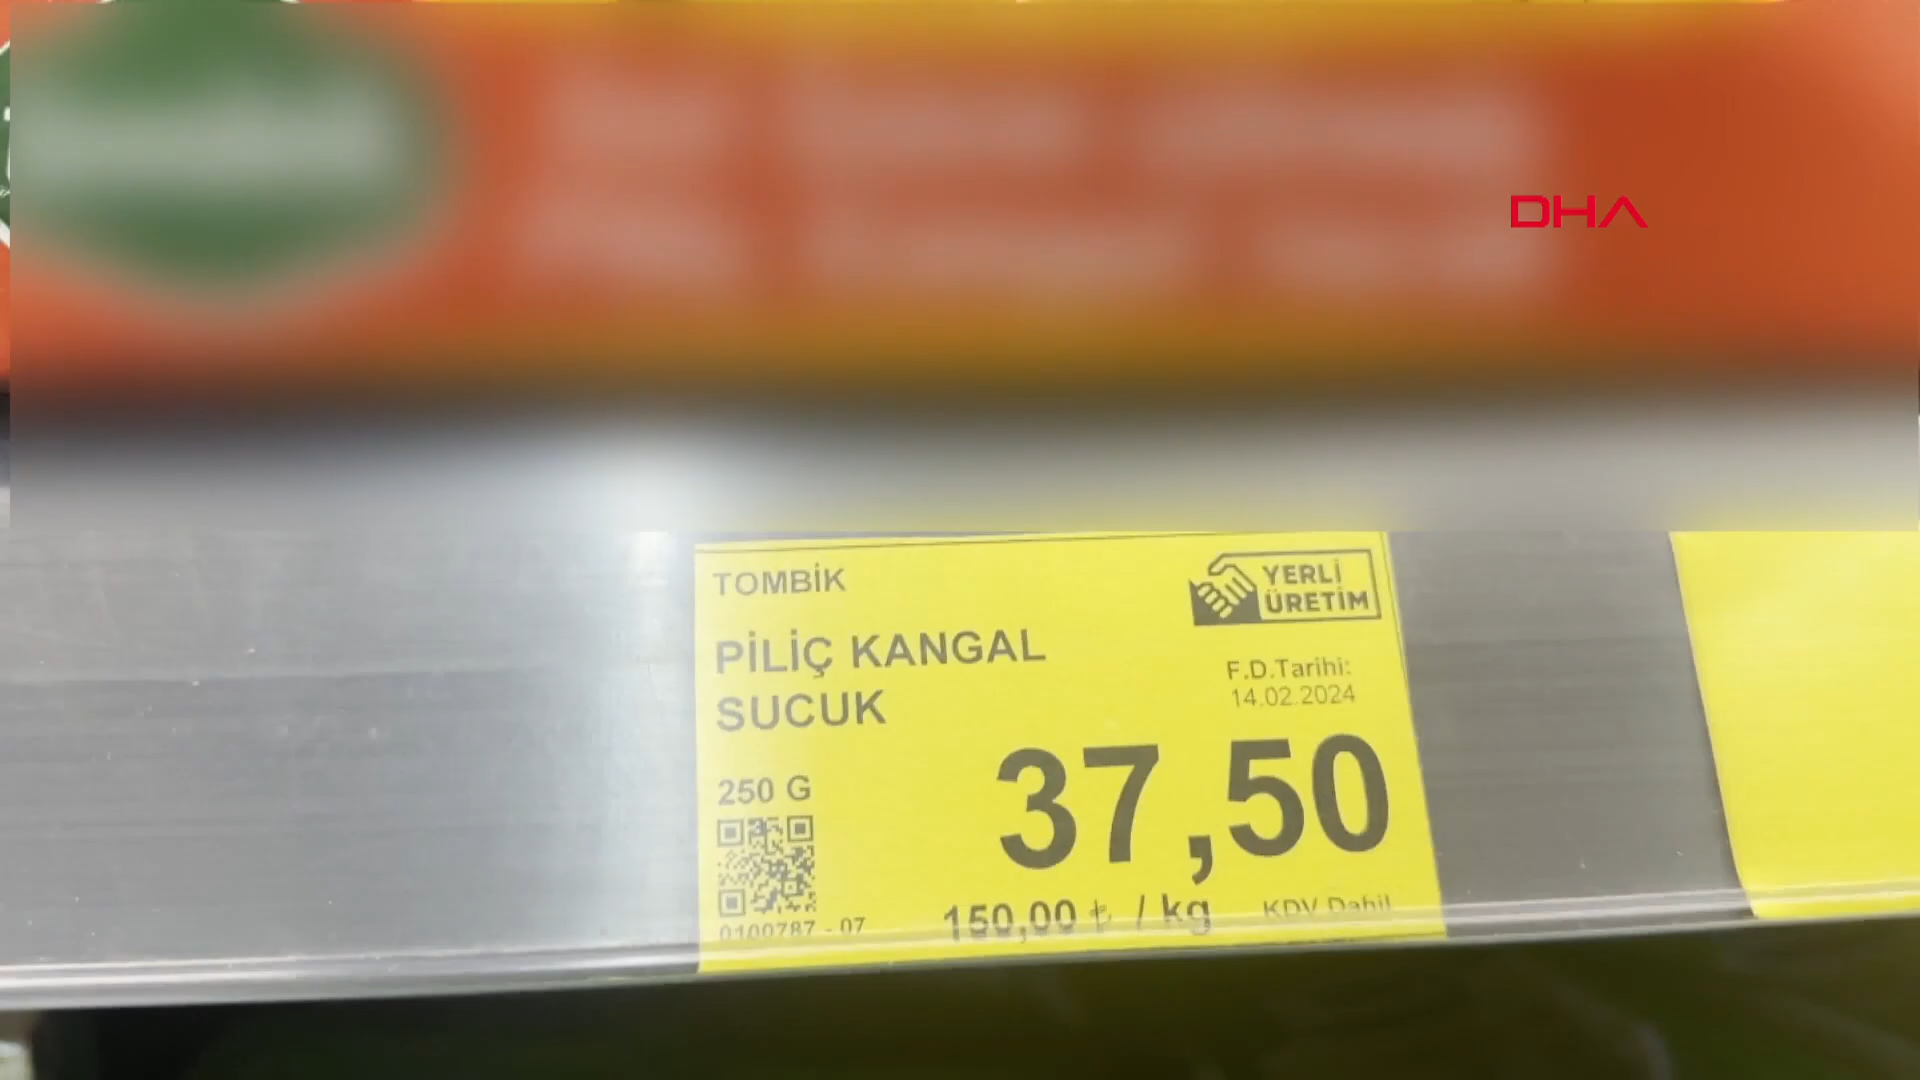 DHA
TOMBİK
YERLİ
ÜRETİM
PİLİÇ KANGAL
SUCUK
F.D.Tarihi:
14.02.2024
250 G
37,50
0100787 - 07
150,00 ₺ / kg
KDV Dahil